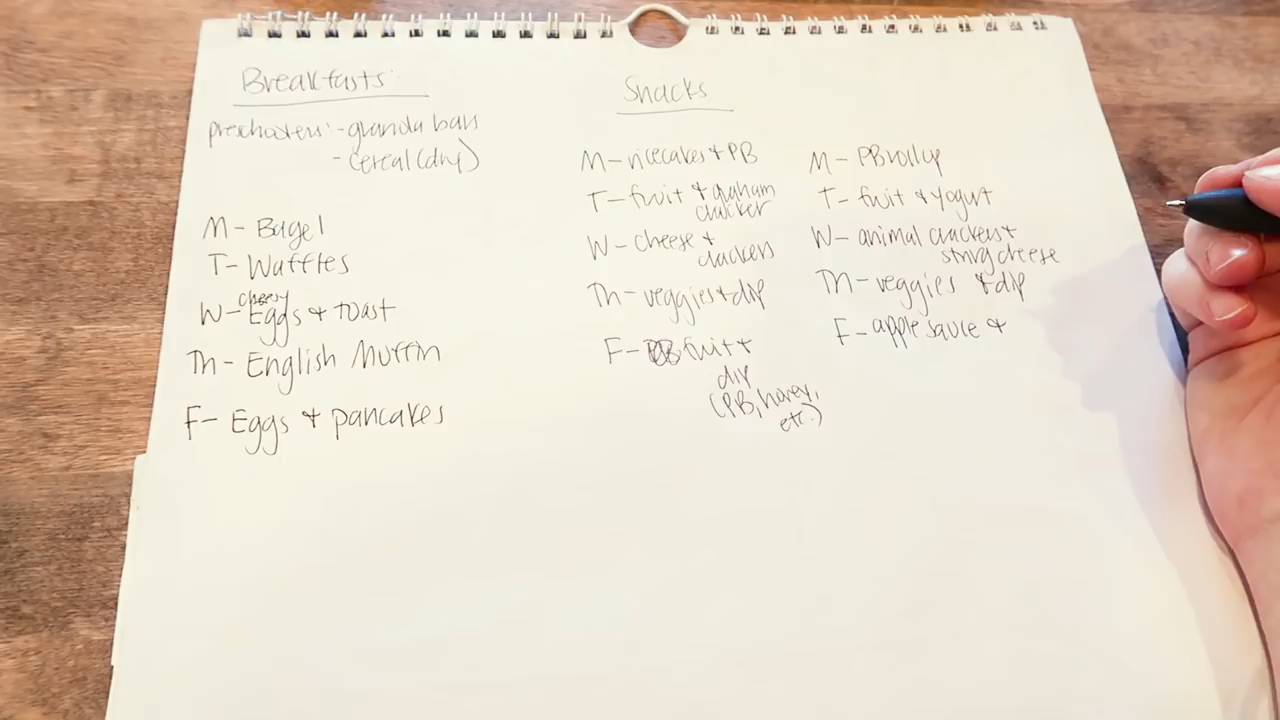 Breakfasts:
preschoolers: - granola bars
- cereal (dry)
M - Bagel
T - Waffles
cheesy
W - Eggs & toast
Th - English Muffin
F - Eggs & pancakes
Snacks
M - ricecakes & PB
T - fruit & graham
cracker
W - cheese &
crackers
Th - veggies & dip
F - fruit &
dip
(PB, honey,
etc.)
M - PB rollup
T - fruit & yogurt
W - animal crackers &
string cheese
Th - veggies & dip
F - apple sauce &